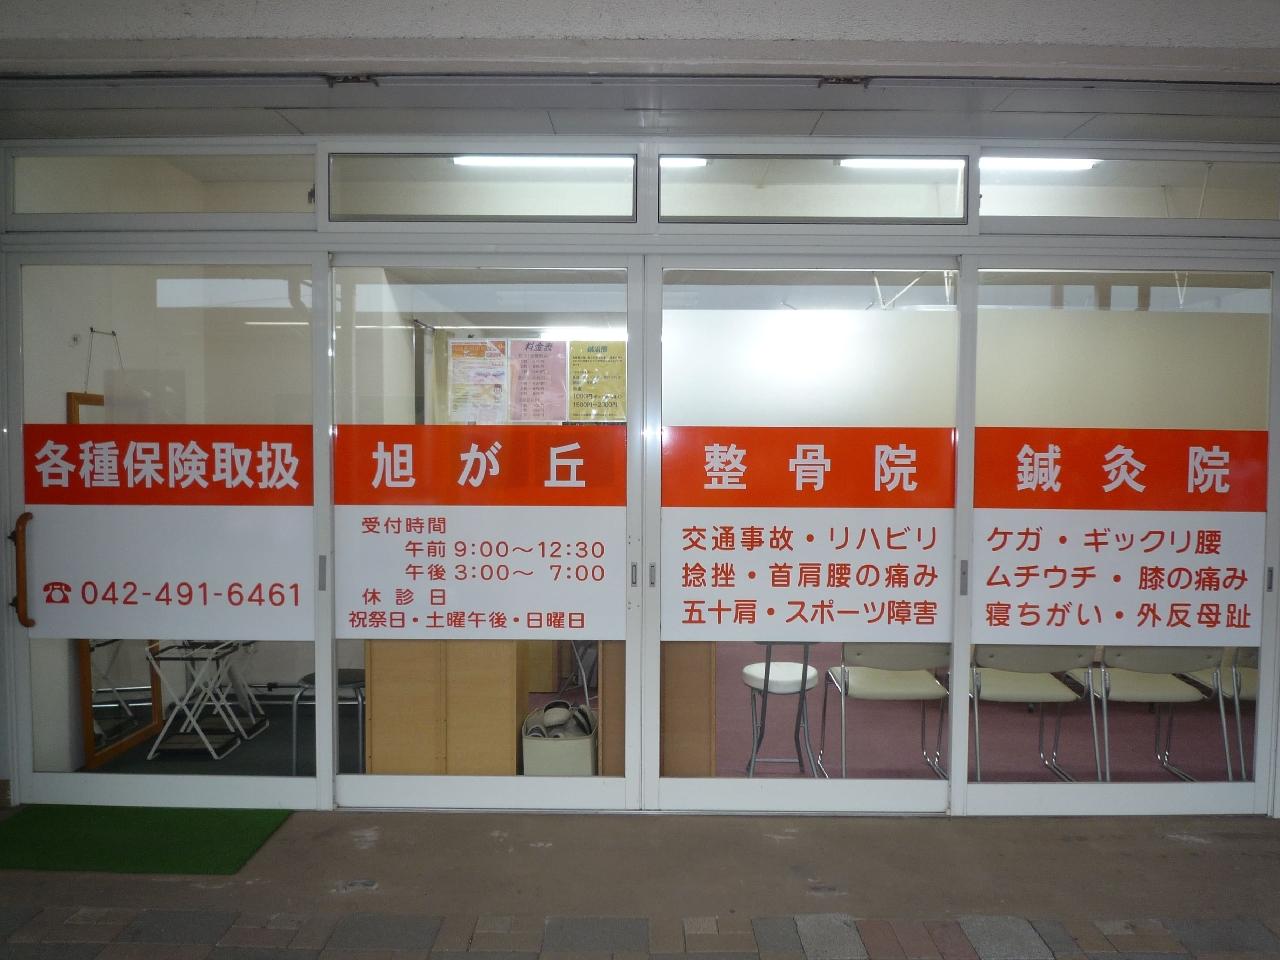 料金表
鍼灸院
各種保険取扱
旭が丘
整骨院
鍼灸院
☎042-491-6461
受付時間
午前 9:00～12:30
午後 3:00～ 7:00
休診日
祝祭日・土曜午後・日曜日
交通事故・リハビリ
捻挫・首肩腰の痛み
五十肩・スポーツ障害
ケガ・ギックリ腰
ムチウチ・膝の痛み
寝ちがい・外反母趾